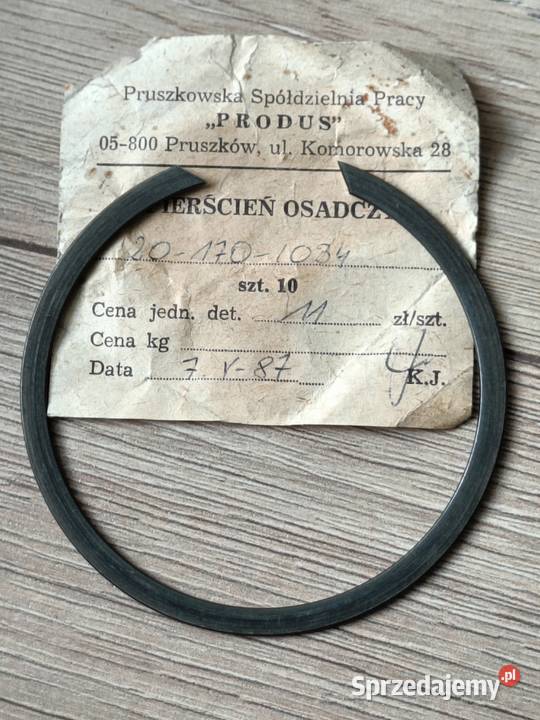 Pruszkowska Spółdzielnia Pracy
„PRODUS”
05-800 Pruszków, ul. Komorowska 28
IERŚCIEŃ OSADCZ
20-170-1034
szt. 10
Cena jedn. det. 11 zł/szt.
Cena kg
Data 7 V-87 K.J.
Sprzedajemy.pl